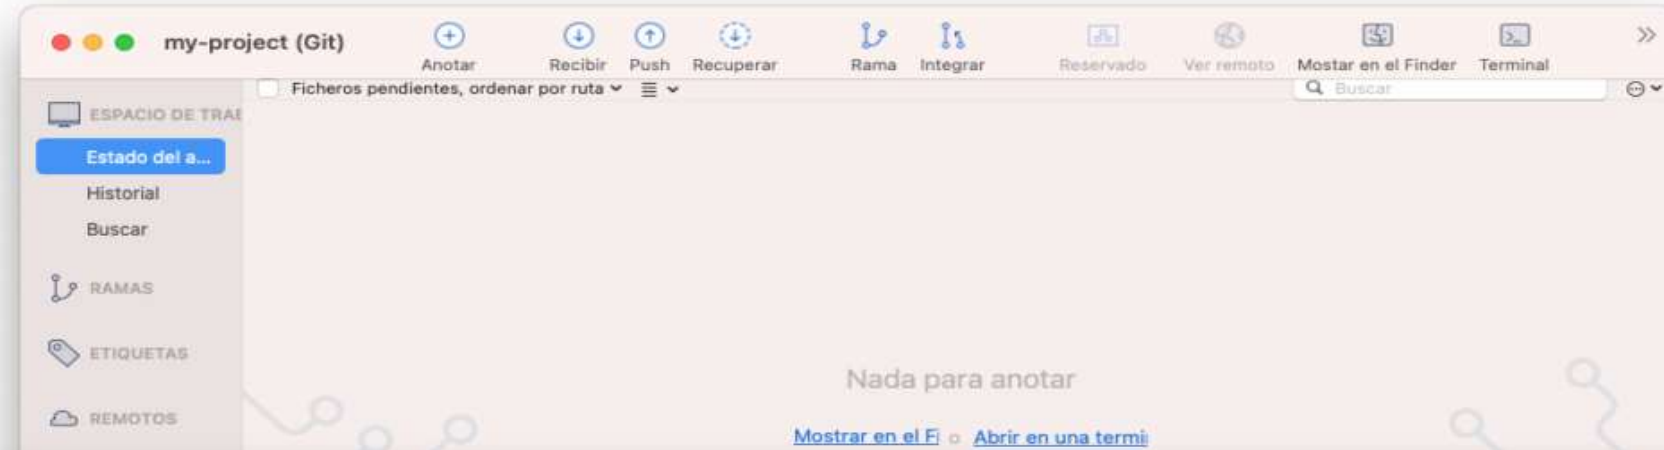 my-project (Git)
Anotar
Recibir
Push
Recuperar
Rama
Integrar
Reservado
Ver remoto
Mostar en el Finder
Terminal
Ficheros pendientes, ordenar por ruta
Buscar
ESPACIO DE TRAB
Estado del a...
Historial
Buscar
RAMAS
ETIQUETAS
REMOTOS
Nada para anotar
Mostrar en el Fi o Abrir en una termi